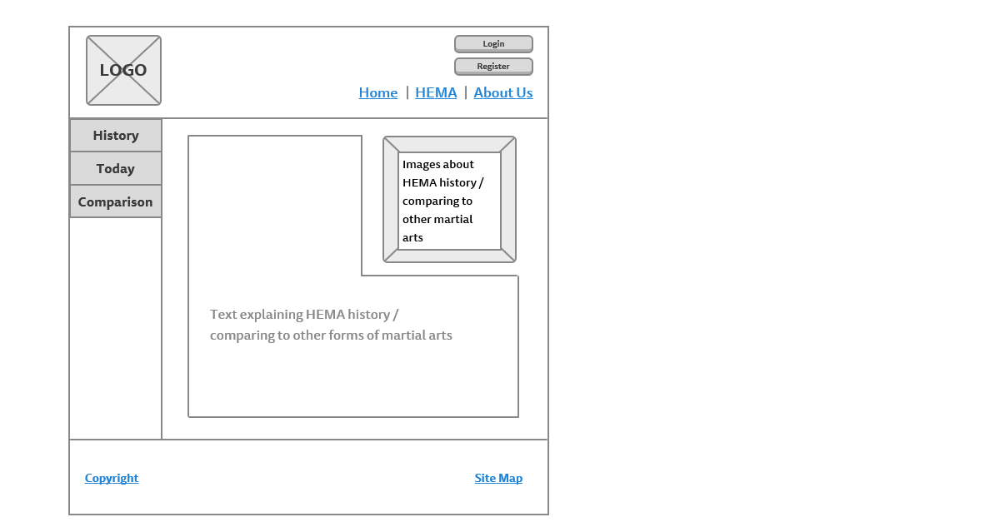 LOGO
Login
Register
Home | HEMA | About Us
History
Today
Comparison
Images about
HEMA history /
comparing to
other martial
arts
Text explaining HEMA history /
comparing to other forms of martial arts
Copyright
Site Map